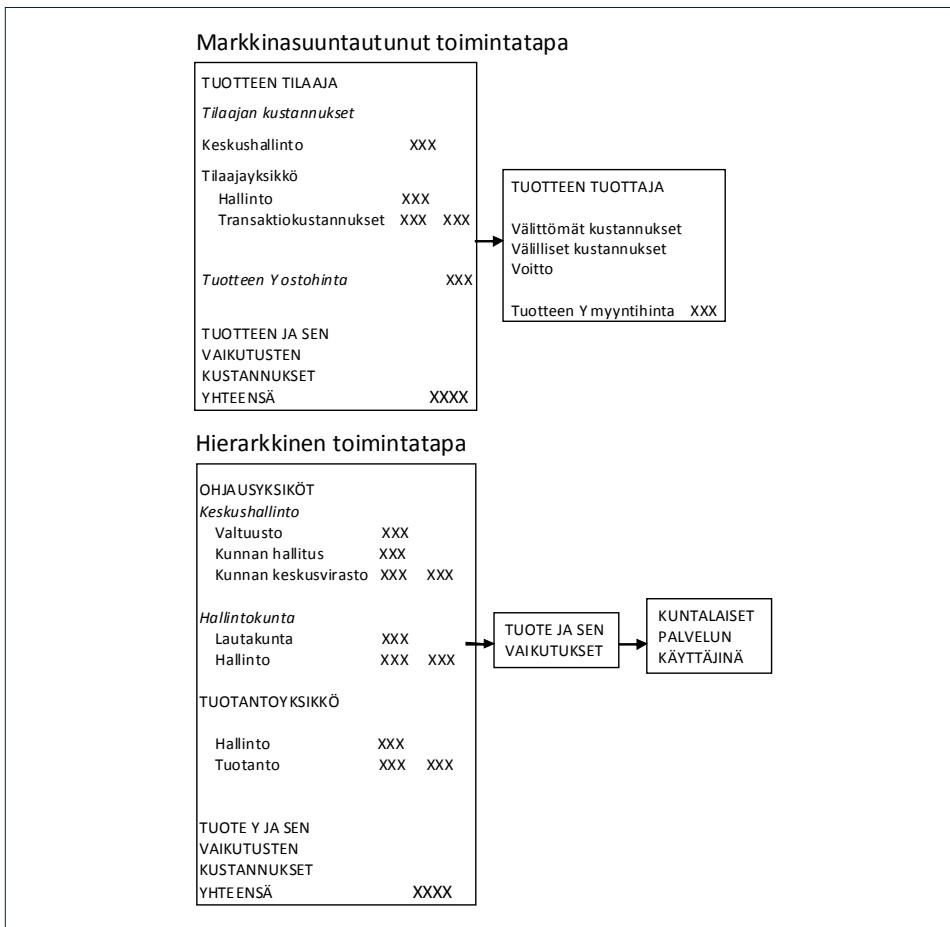 Markkinasuuntautunut toimintatapa
TUOTTEEN TILAAJA
Tilaajan kustannukset
Keskushallinto XXX
Tilaajayksikkö
Hallinto XXX
Transaktiokustannukset XXX XXX
Tuotteen Y ostohinta XXX
TUOTTEEN JA SEN
VAIKUTUSTEN
KUSTANNUKSET
YHTEENSÄ XXXX
TUOTTEEN TUOTTAJA
Välittömät kustannukset
Välilliset kustannukset
Voitto
Tuotteen Y myyntihinta XXX
Hierarkkinen toimintatapa
OHJAUSYKSIKÖT
Keskushallinto
Valtuusto XXX
Kunnan hallitus XXX
Kunnan keskusvirasto XXX XXX
Hallintokunta
Lautakunta XXX
Hallinto XXX XXX
TUOTANTOYKSIKKÖ
Hallinto XXX
Tuotanto XXX XXX
TUOTE Y JA SEN
VAIKUTUSTEN
KUSTANNUKSET
YHTEENSÄ XXXX
TUOTE JA SEN
VAIKUTUKSET
KUNTALAISET
PALVELUN
KÄYTTÄJINÄ